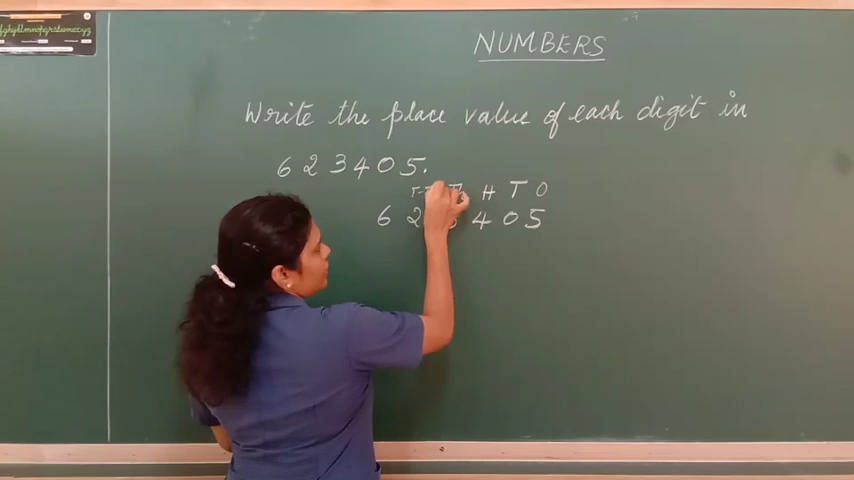 fghijklmnopqrstuvwxyz
NUMBERS
Write the place value of each digit in
6 2 3 4 0 5.
H T O
6 2 3 4 0 5